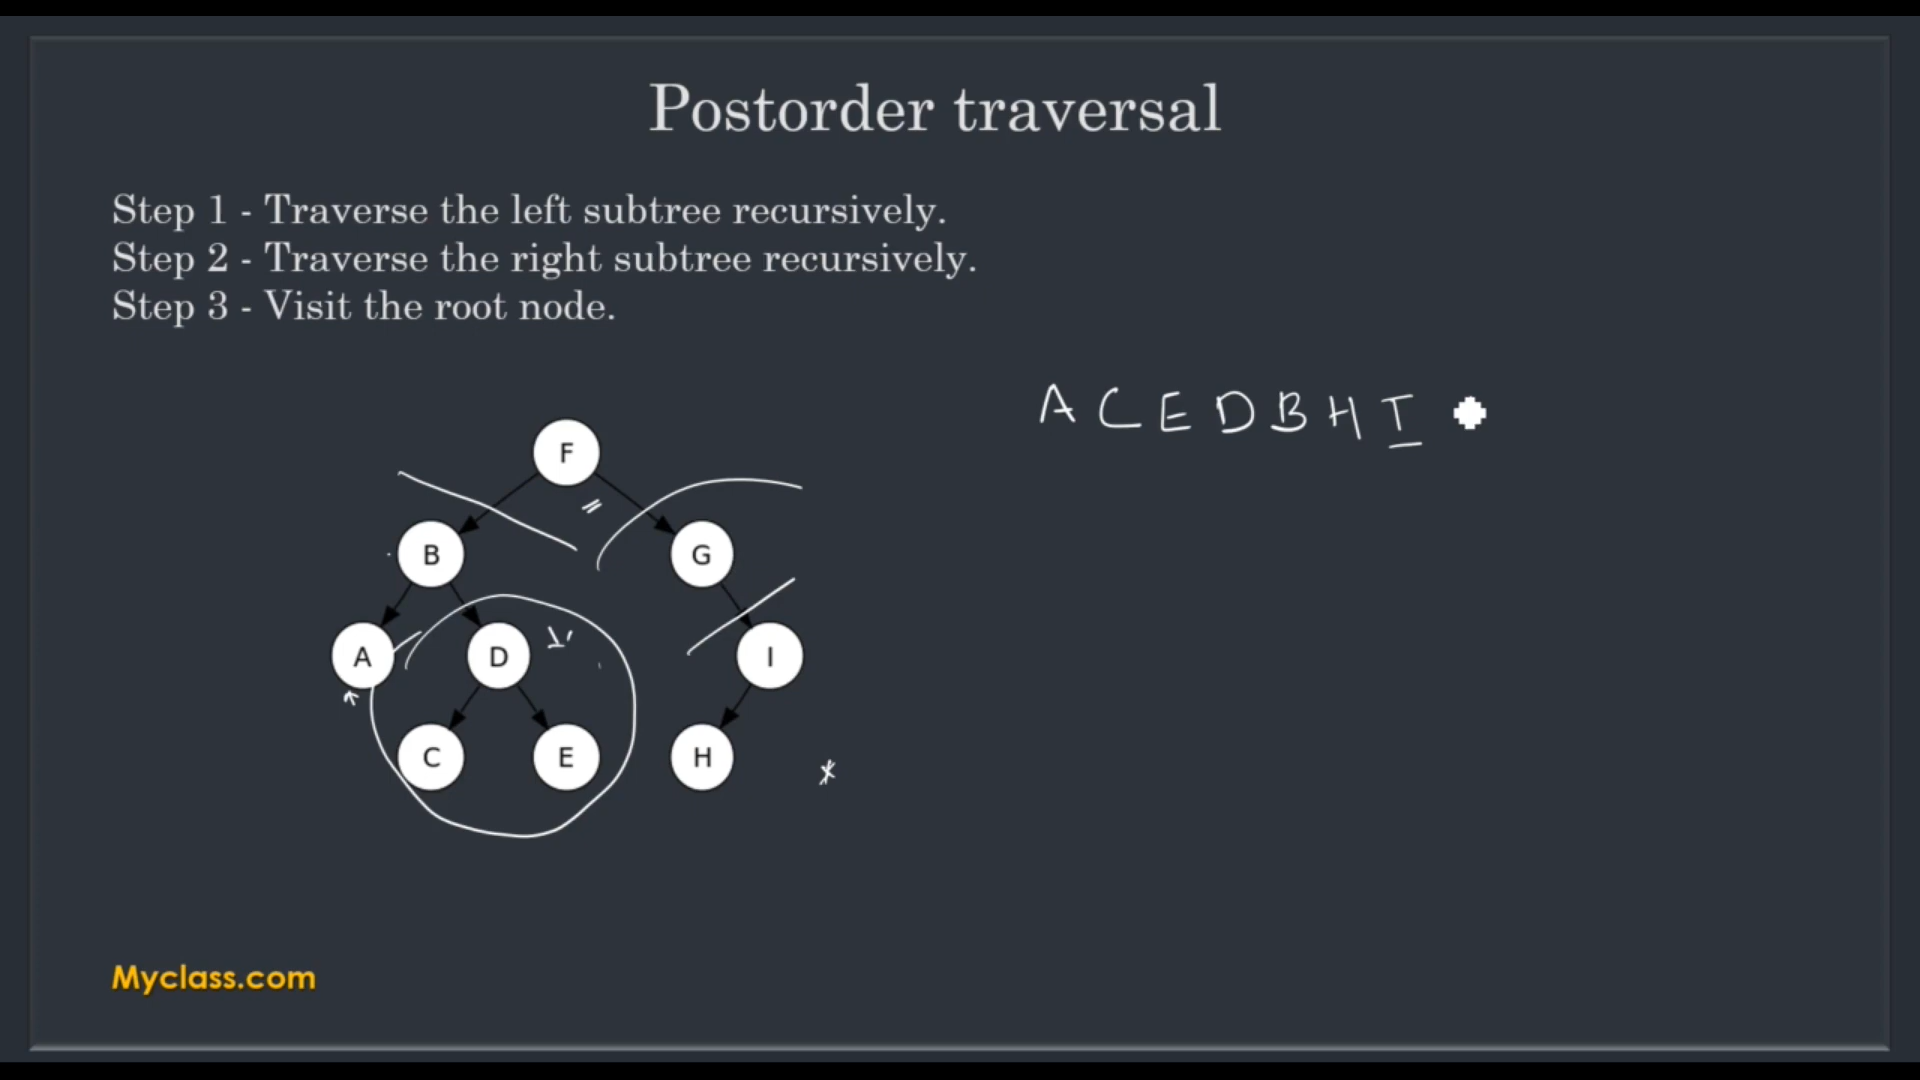 Postorder traversal
Step 1 - Traverse the left subtree recursively.
Step 2 - Traverse the right subtree recursively.
Step 3 - Visit the root node.
A C E D B H I
F
B
G
A
D
I
C
E
H
Myclass.com